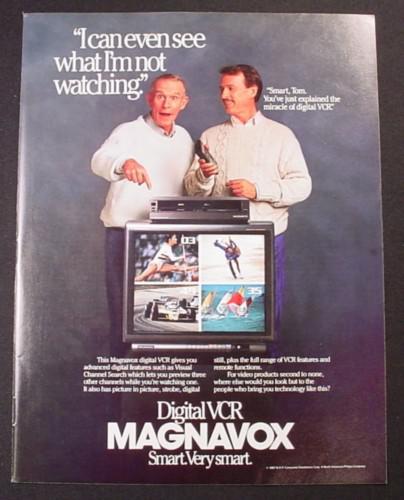 "I can even see
what I'm not
watching."
"Smart, Tom.
You've just explained the
miracle of digital VCR."
03
35
This Magnavox digital VCR gives you
advanced digital features such as Visual
Channel Search which lets you preview three
other channels while you're watching one.
It also has picture in picture, strobe, digital
still, plus the full range of VCR features and
remote functions.
For video products second to none,
where else would you look but to the
people who bring you technology like this?
Digital VCR
MAGNAVOX
Smart. Very smart.